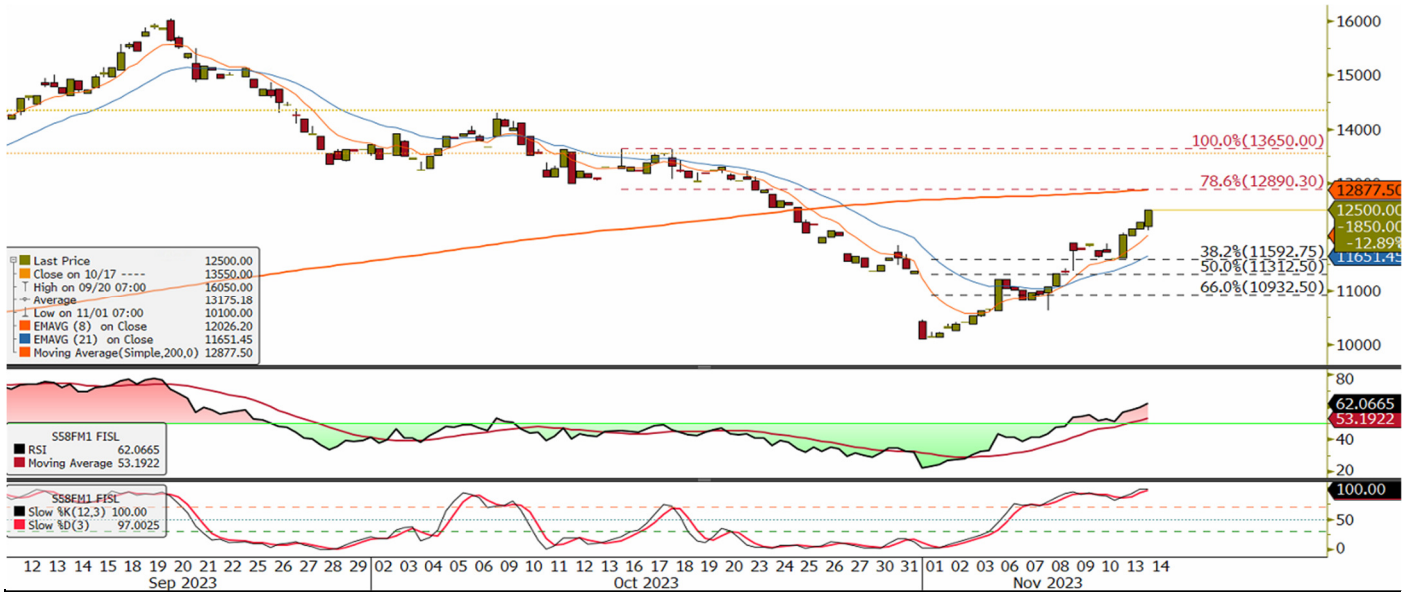 16000
15000
14000
100.0%(13650.00)
78.6%(12890.30)
12877.50
12500.00
-1850.00
-12.89%
38.2%(11592.75)
11651.45
50.0%(11312.50)
66.0%(10932.50)
11000
10000
Last Price 12500.00
Close on 10/17 ---- 13550.00
High on 09/20 07:00 16050.00
Average 13175.18
Low on 11/01 07:00 10100.00
EMAVG (8) on Close 12026.20
EMAVG (21) on Close 11651.45
Moving Average(Simple,200,0) 12877.50
80
62.0665
53.1922
40
20
S58FM1 FISL
RSI 62.0665
Moving Average 53.1922
S58FM1 FISL
Slow %K(12,3) 100.00
Slow %D(3) 97.0025
100.00
50
0
12 13 14 15 18 19 20 21 22 25 26 27 28 29 02 03 04 05 06 09 10 11 12 13 16 17 18 19 20 23 24 25 26 27 30 31 01 02 03 06 07 08 09 10 13 14
Sep 2023 Oct 2023 Nov 2023